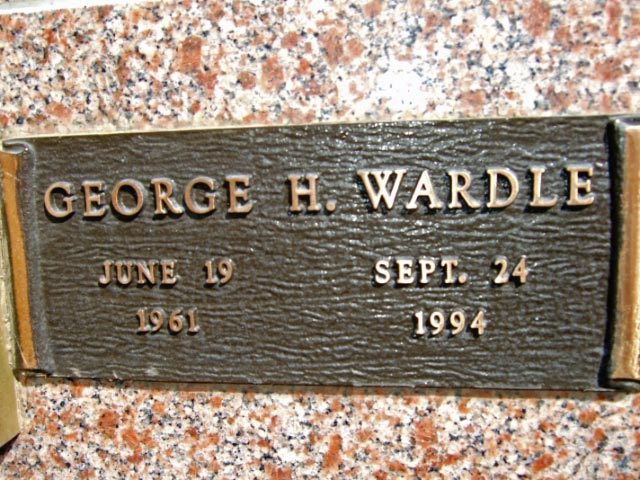 GEORGE H. WARDLE
JUNE 19 SEPT. 24
1961 1994